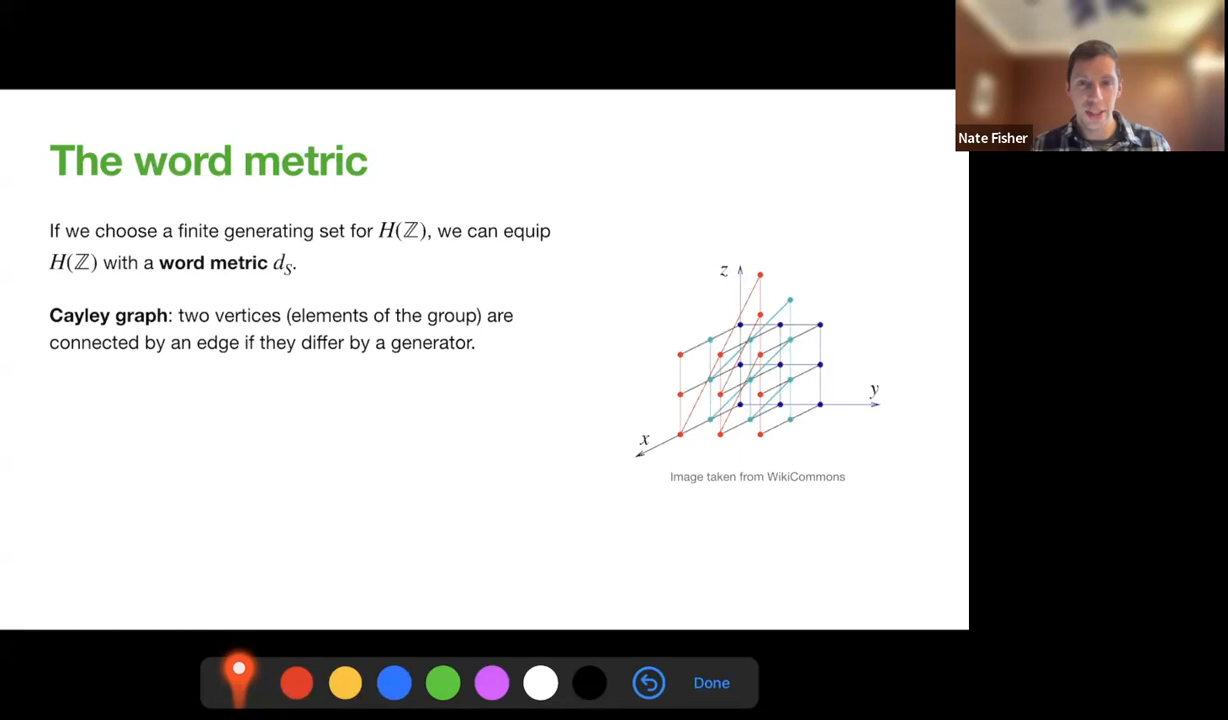 Nate Fisher
The word metric
If we choose a finite generating set for H(ℤ), we can equip
H(ℤ) with a word metric d_S.
Cayley graph: two vertices (elements of the group) are
connected by an edge if they differ by a generator.
z
y
x
Image taken from WikiCommons
Done